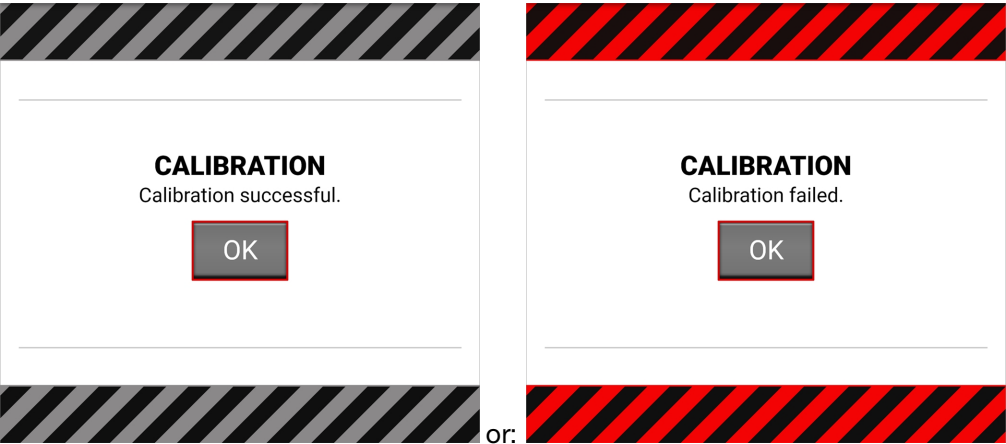 CALIBRATION
Calibration successful.
OK
or:
CALIBRATION
Calibration failed.
OK